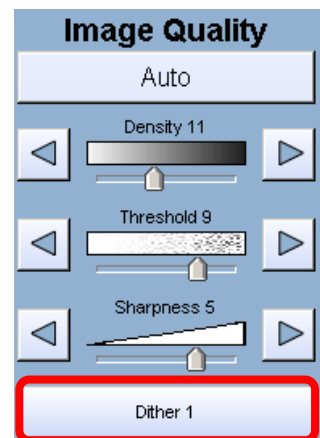 Image Quality
Auto
Density 11
Threshold 9
Sharpness 5
Dither 1